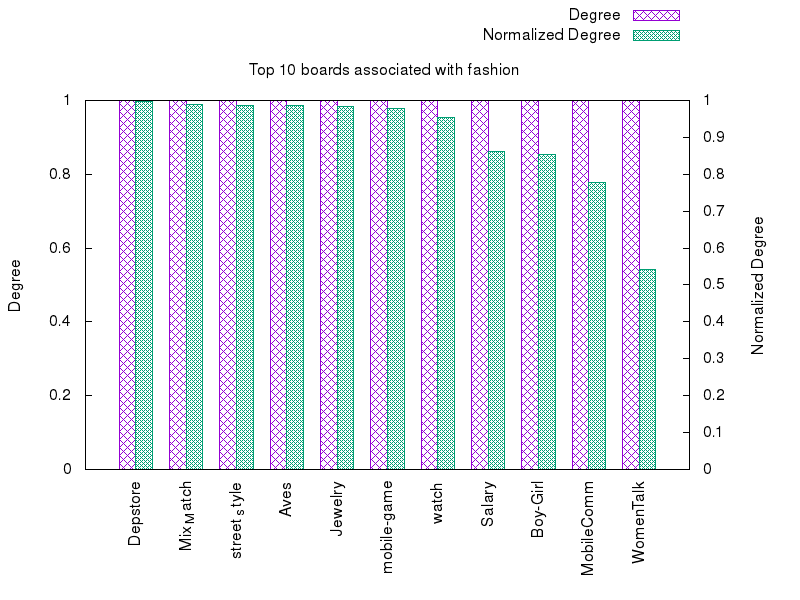 Degree
Normalized Degree
Top 10 boards associated with fashion
1
0.8
0.6
0.4
0.2
0
Degree
1
0.9
0.8
0.7
0.6
0.5
0.4
0.3
0.2
0.1
0
Normalized Degree
Depstore
MixMatch
streetstyle
Aves
Jewelry
mobile-game
watch
Salary
Boy-Girl
MobileComm
WomenTalk